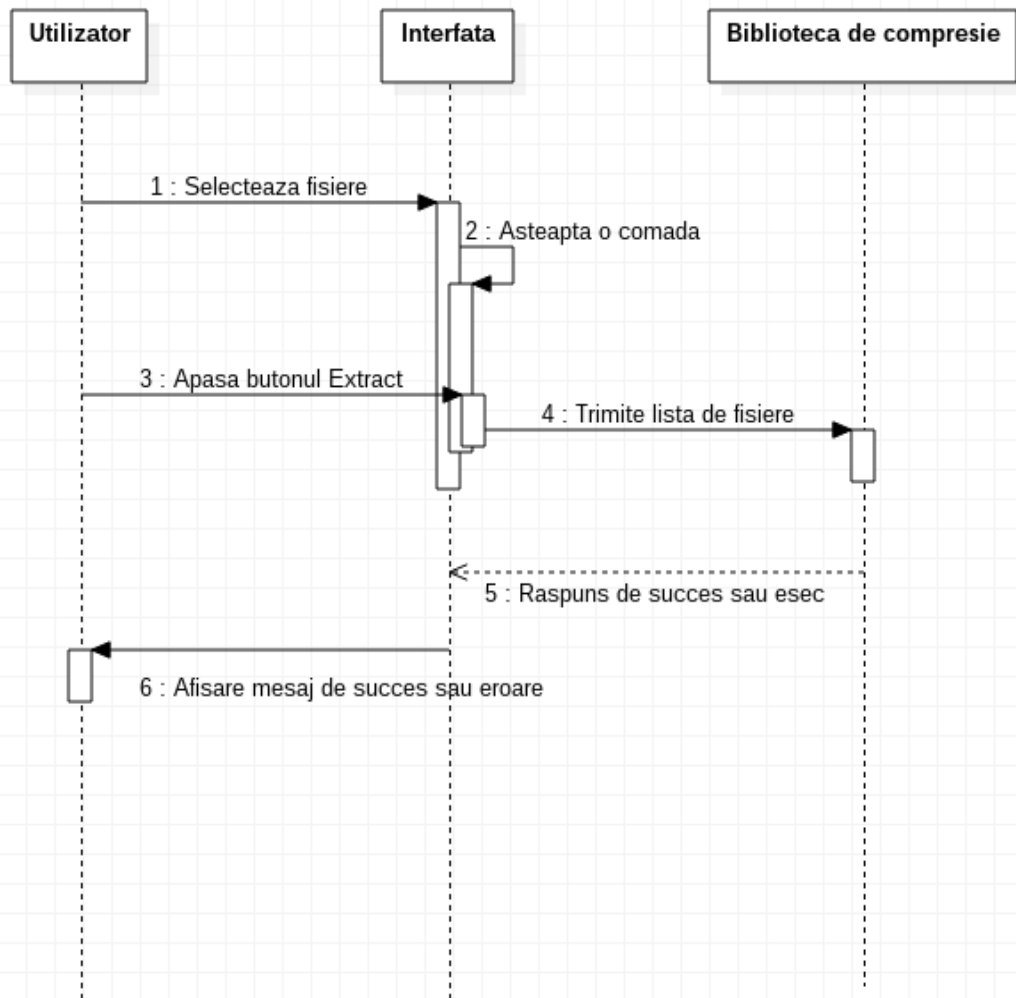 Utilizator
Interfata
Biblioteca de compresie
1 : Selecteaza fisiere
2 : Asteapta o comada
3 : Apasa butonul Extract
4 : Trimite lista de fisiere
5 : Raspuns de succes sau esec
6 : Afisare mesaj de succes sau eroare